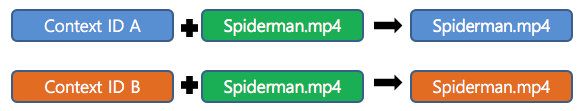 Context ID A + Spiderman.mp4 → Spiderman.mp4
Context ID B + Spiderman.mp4 → Spiderman.mp4